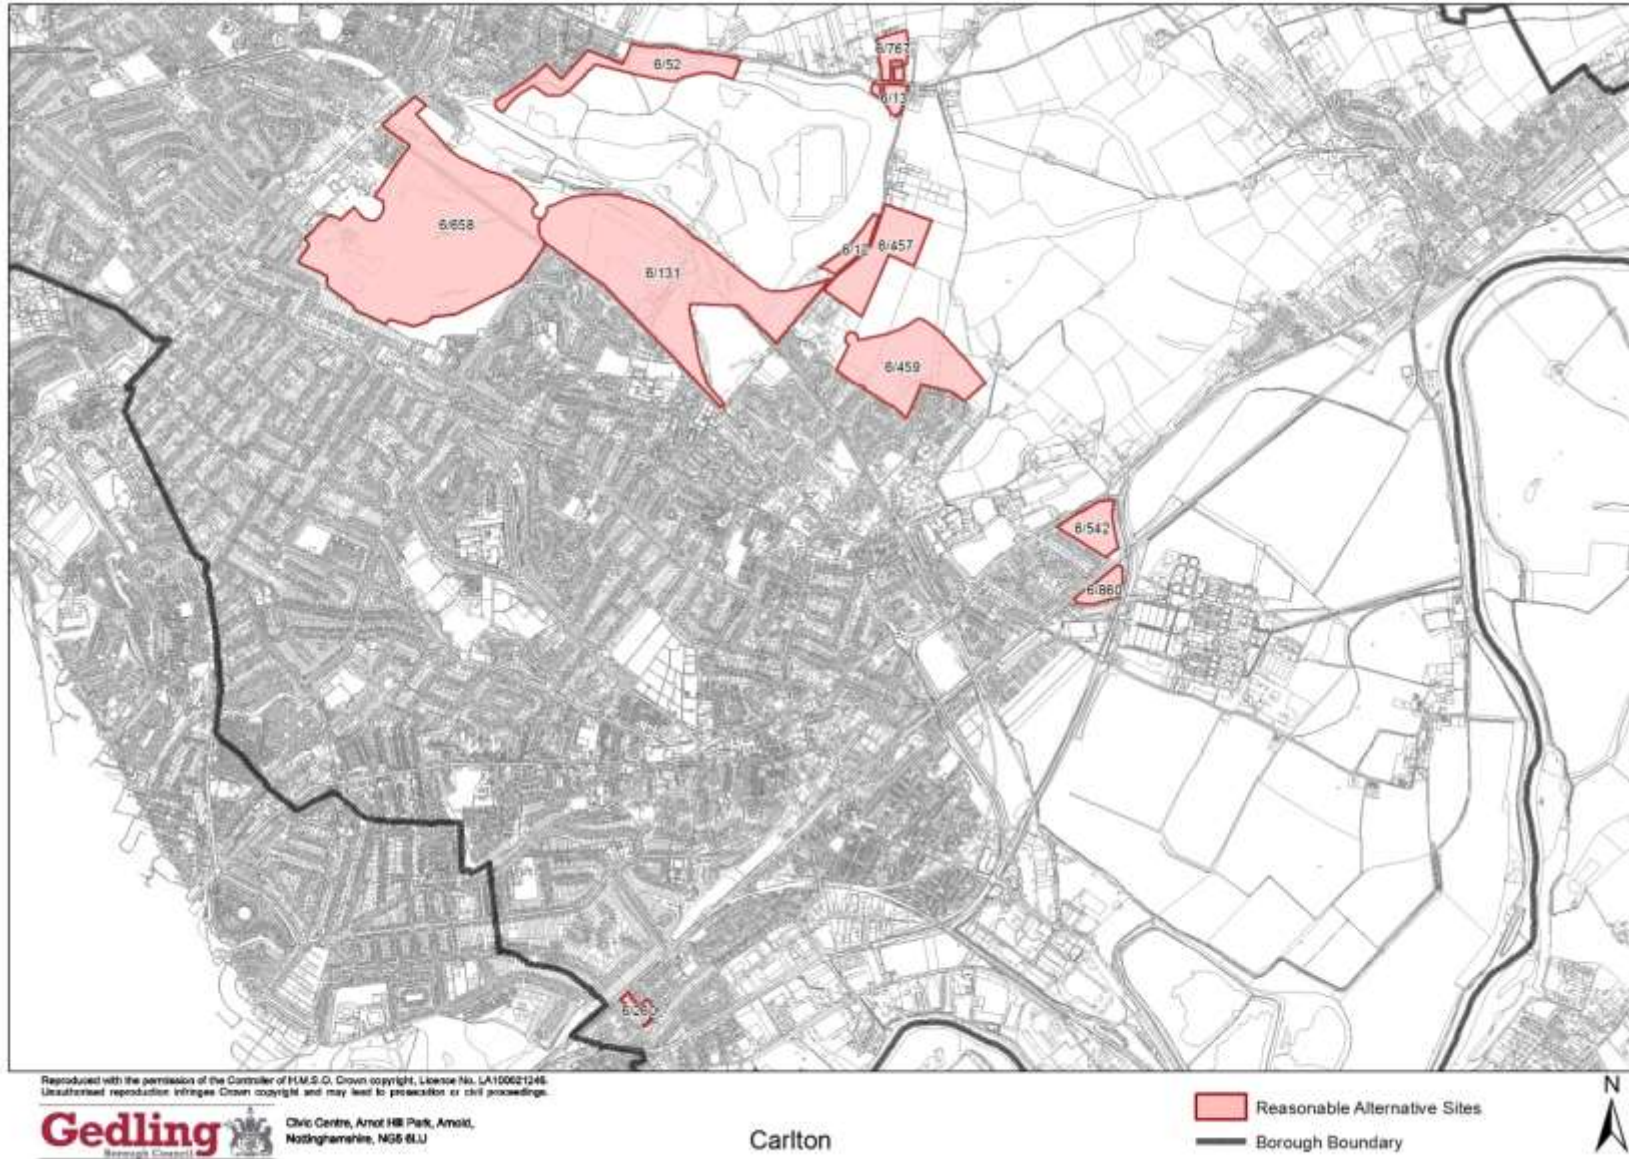 6/767
6/52
6/13
6/658
6/131
6/457
6/459
6/542
6/860
Reproduced with the permission of the Controller of H.M.S.O. Crown copyright, Licence No. LA100021248.
Unauthorised reproduction infringes Crown copyright and may lead to prosecution or civil proceedings.
Gedling
Borough Council
Civic Centre, Arnot Hill Park, Arnold,
Nottinghamshire, NG5 6LU
Carlton
Reasonable Alternative Sites
Borough Boundary
N